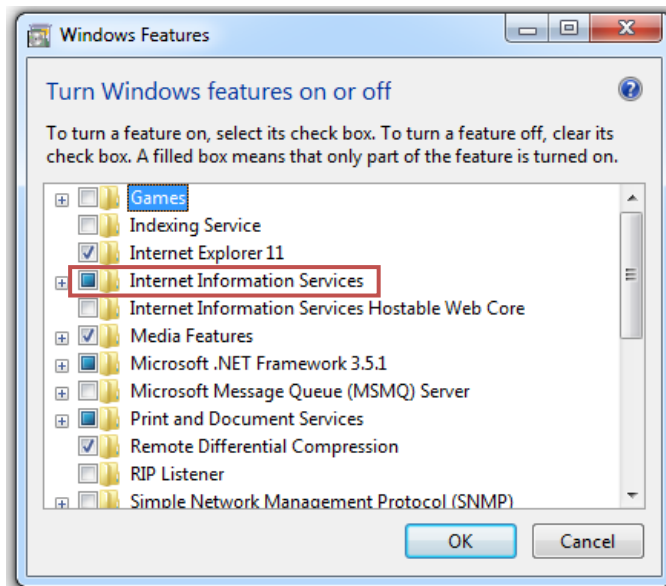 Windows Features
Turn Windows features on or off
To turn a feature on, select its check box. To turn a feature off, clear its
check box. A filled box means that only part of the feature is turned on.
Games
Indexing Service
Internet Explorer 11
Internet Information Services
Internet Information Services Hostable Web Core
Media Features
Microsoft .NET Framework 3.5.1
Microsoft Message Queue (MSMQ) Server
Print and Document Services
Remote Differential Compression
RIP Listener
Simple Network Management Protocol (SNMP)
OK Cancel